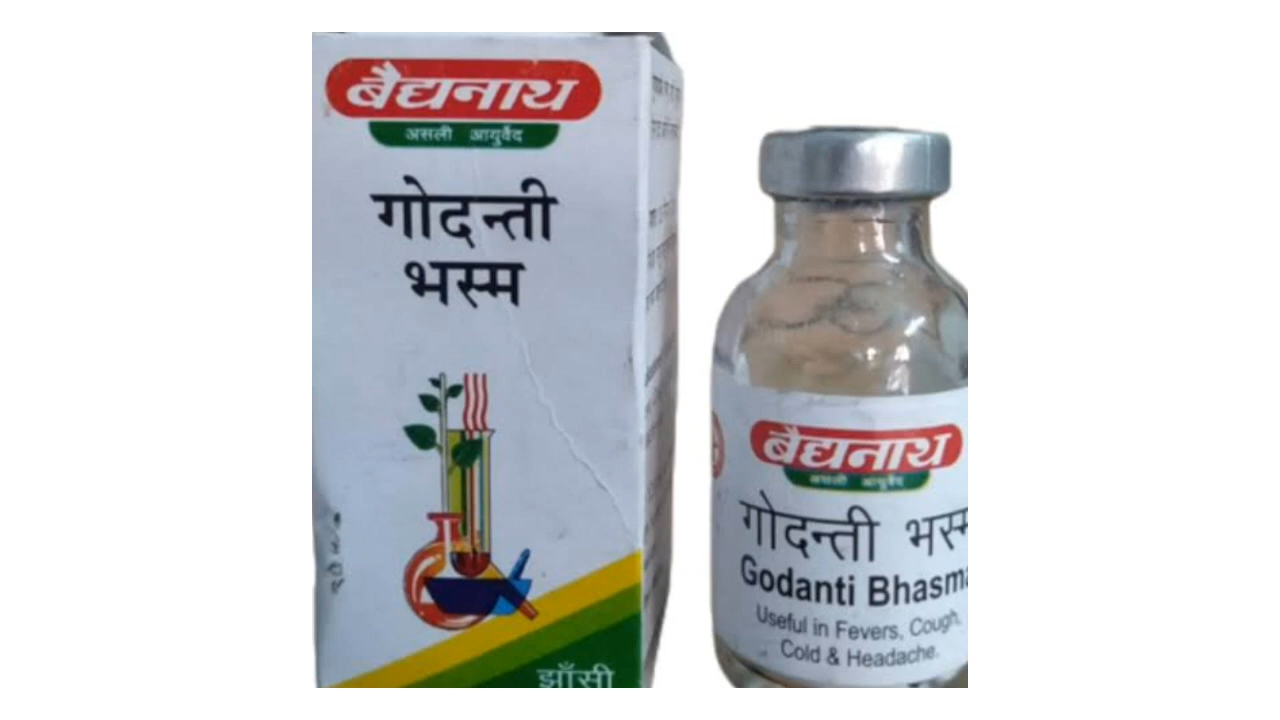 बैद्यनाथ
असली आयुर्वेद
गोदन्ती
भस्म
झाँसी
बैद्यनाथ
असली आयुर्वेद
गोदन्ती भस्म
Godanti Bhasma
Useful in Fevers, Cough,
Cold & Headache.